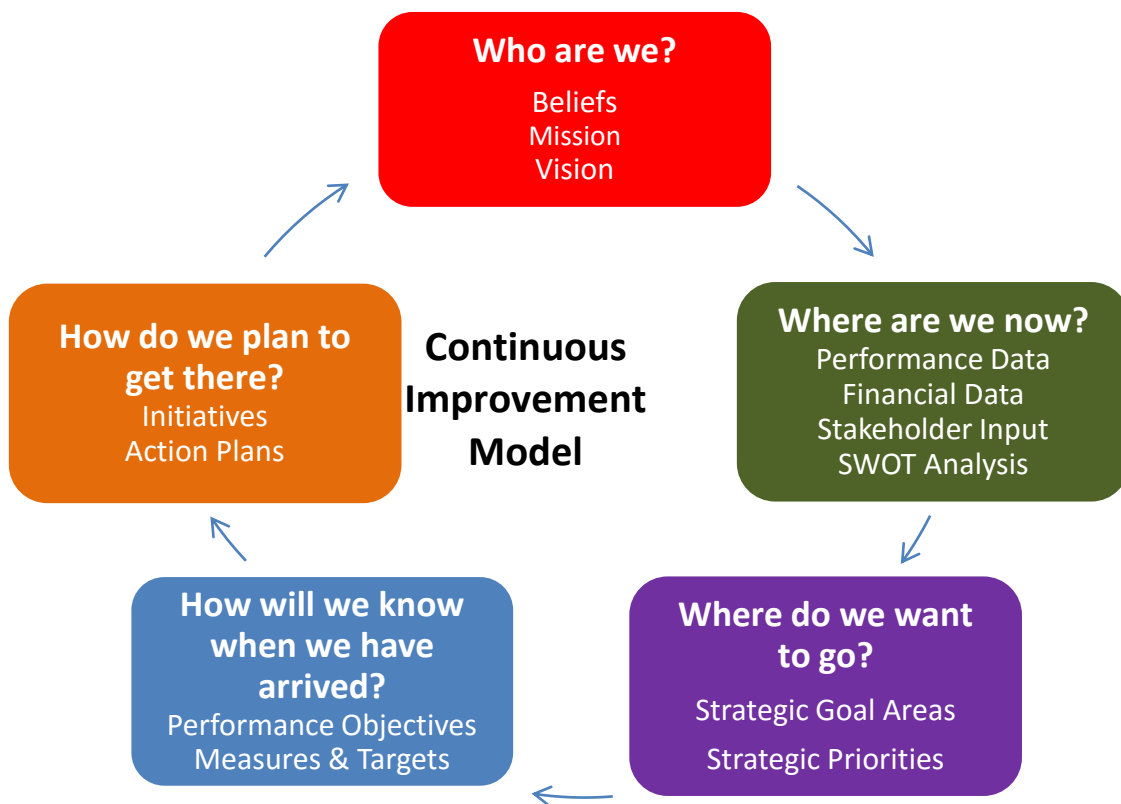 Who are we?
Beliefs
Mission
Vision
Where are we now?
Performance Data
Financial Data
Stakeholder Input
SWOT Analysis
Where do we want
to go?
Strategic Goal Areas
Strategic Priorities
How will we know
when we have
arrived?
Performance Objectives
Measures & Targets
How do we plan to
get there?
Initiatives
Action Plans
Continuous
Improvement
Model